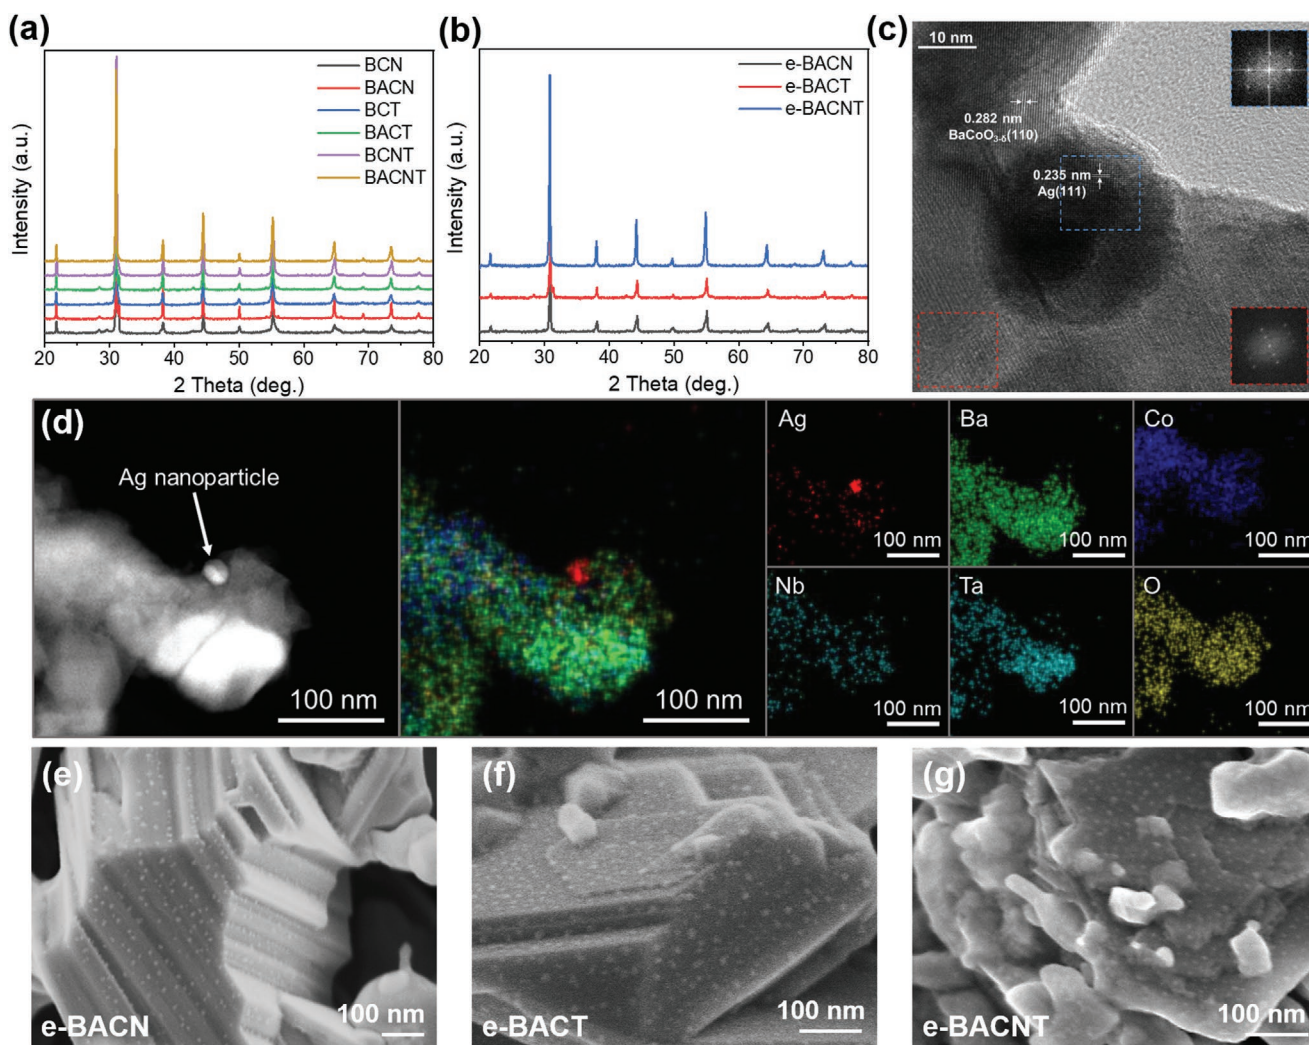 (a)
BCN
BACN
BCT
BACT
BCNT
BACNT
Intensity (a.u.)
20 30 40 50 60 70 80
2 Theta (deg.)
(b)
e-BACN
e-BACT
e-BACNT
Intensity (a.u.)
20 30 40 50 60 70 80
2 Theta (deg.)
(c)
10 nm
0.282 nm
BaCoO3-δ(110)
0.235 nm
Ag(111)
(d)
Ag nanoparticle
100 nm
100 nm
Ag
100 nm
Ba
100 nm
Co
100 nm
Nb
100 nm
Ta
100 nm
O
100 nm
(e)
e-BACN
100 nm
(f)
e-BACT
100 nm
(g)
e-BACNT
100 nm